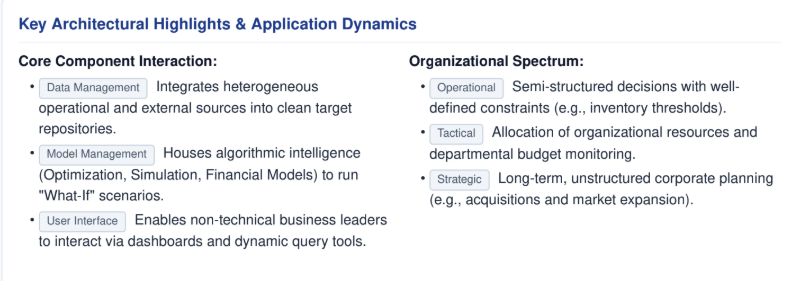 Key Architectural Highlights & Application Dynamics
Core Component Interaction:
• Data Management Integrates heterogeneous
operational and external sources into clean target
repositories.
• Model Management Houses algorithmic intelligence
(Optimization, Simulation, Financial Models) to run
"What-If" scenarios.
• User Interface Enables non-technical business leaders
to interact via dashboards and dynamic query tools.
Organizational Spectrum:
• Operational Semi-structured decisions with well-
defined constraints (e.g., inventory thresholds).
• Tactical Allocation of organizational resources and
departmental budget monitoring.
• Strategic Long-term, unstructured corporate planning
(e.g., acquisitions and market expansion).